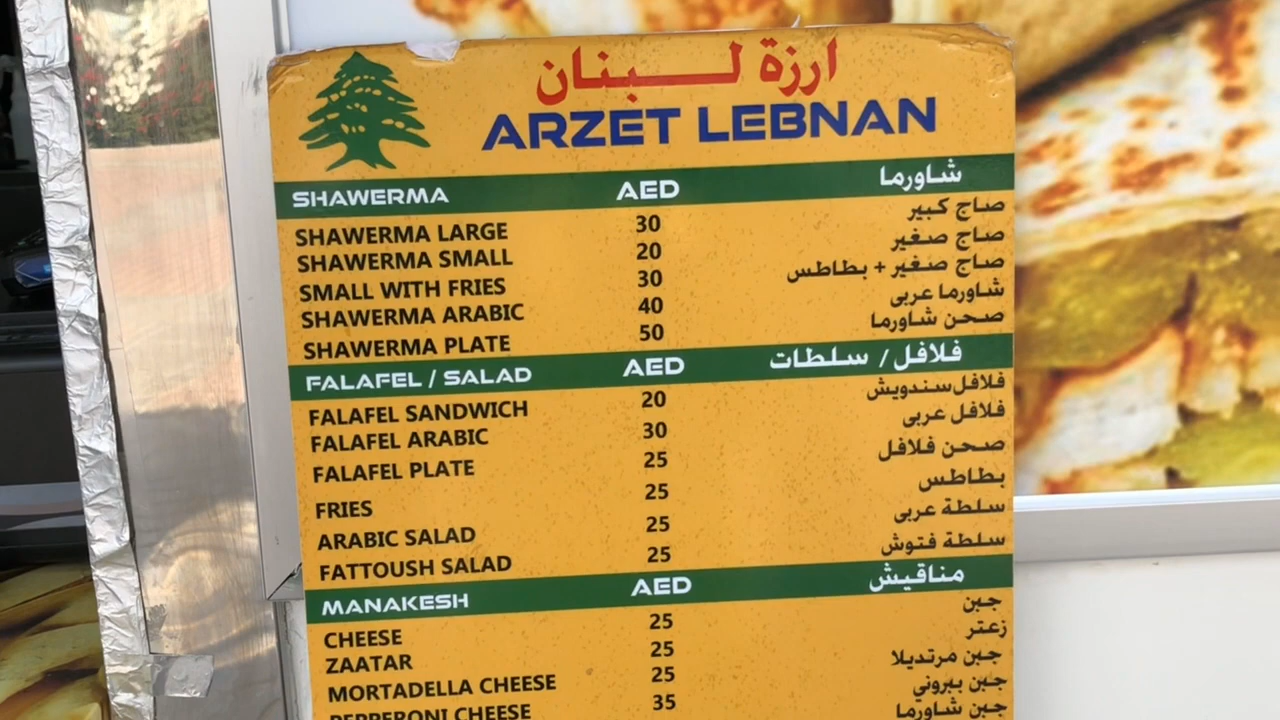 ارزة لبنان
ARZET LEBNAN
SHAWERMA AED شاورما
SHAWERMA LARGE 30 صاج كبير
SHAWERMA SMALL 20 صاج صغير
SMALL WITH FRIES 30 صاج صغير + بطاطس
SHAWERMA ARABIC 40 شاورما عربي
SHAWERMA PLATE 50 صحن شاورما
FALAFEL / SALAD AED فلافل / سلطات
FALAFEL SANDWICH 20 فلافل سندويش
FALAFEL ARABIC 30 فلافل عربي
FALAFEL PLATE 25 صحن فلافل
FRIES 25 بطاطس
ARABIC SALAD 25 سلطة عربي
FATTOUSH SALAD 25 سلطة فتوش
MANAKESH AED مناقيش
CHEESE 25 جبن
ZAATAR 25 زعتر
MORTADELLA CHEESE 25 جبن مرتديلا
PEPPERONI CHEESE 35 جبن بيروني
جبن شاورما